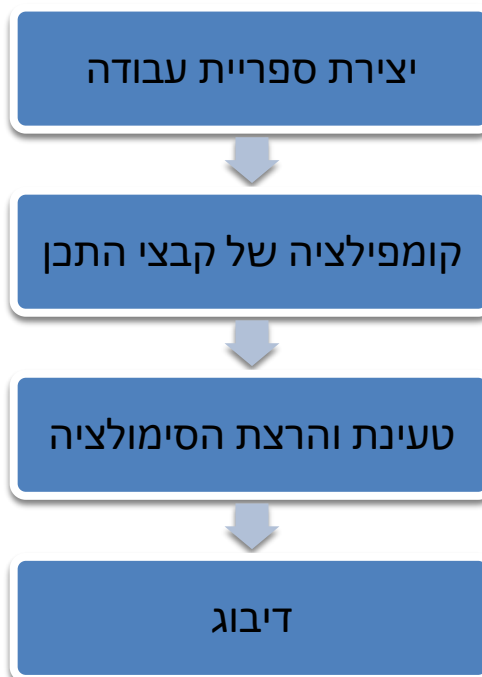 יצירת ספריית עבודה
קומפילציה של קבצי התכן
טעינת והרצת הסימולציה
דיבוג